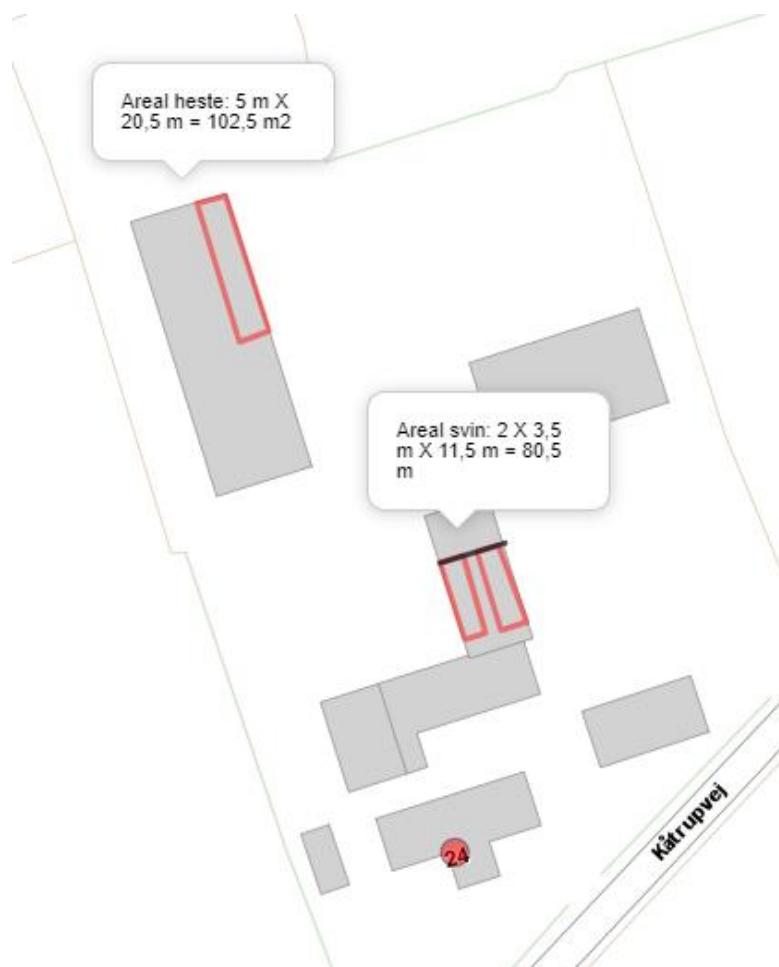 Areal heste: 5 m X
20,5 m = 102,5 m2
Areal svin: 2 X 3,5
m X 11,5 m = 80,5
m
Kåtrupvej
24